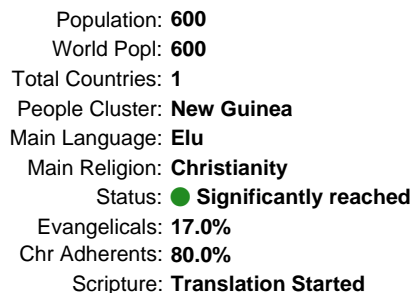 Population: 600
World Popl: 600
Total Countries: 1
People Cluster: New Guinea
Main Language: Elu
Main Religion: Christianity
Status: Significantly reached
Evangelicals: 17.0%
Chr Adherents: 80.0%
Scripture: Translation Started